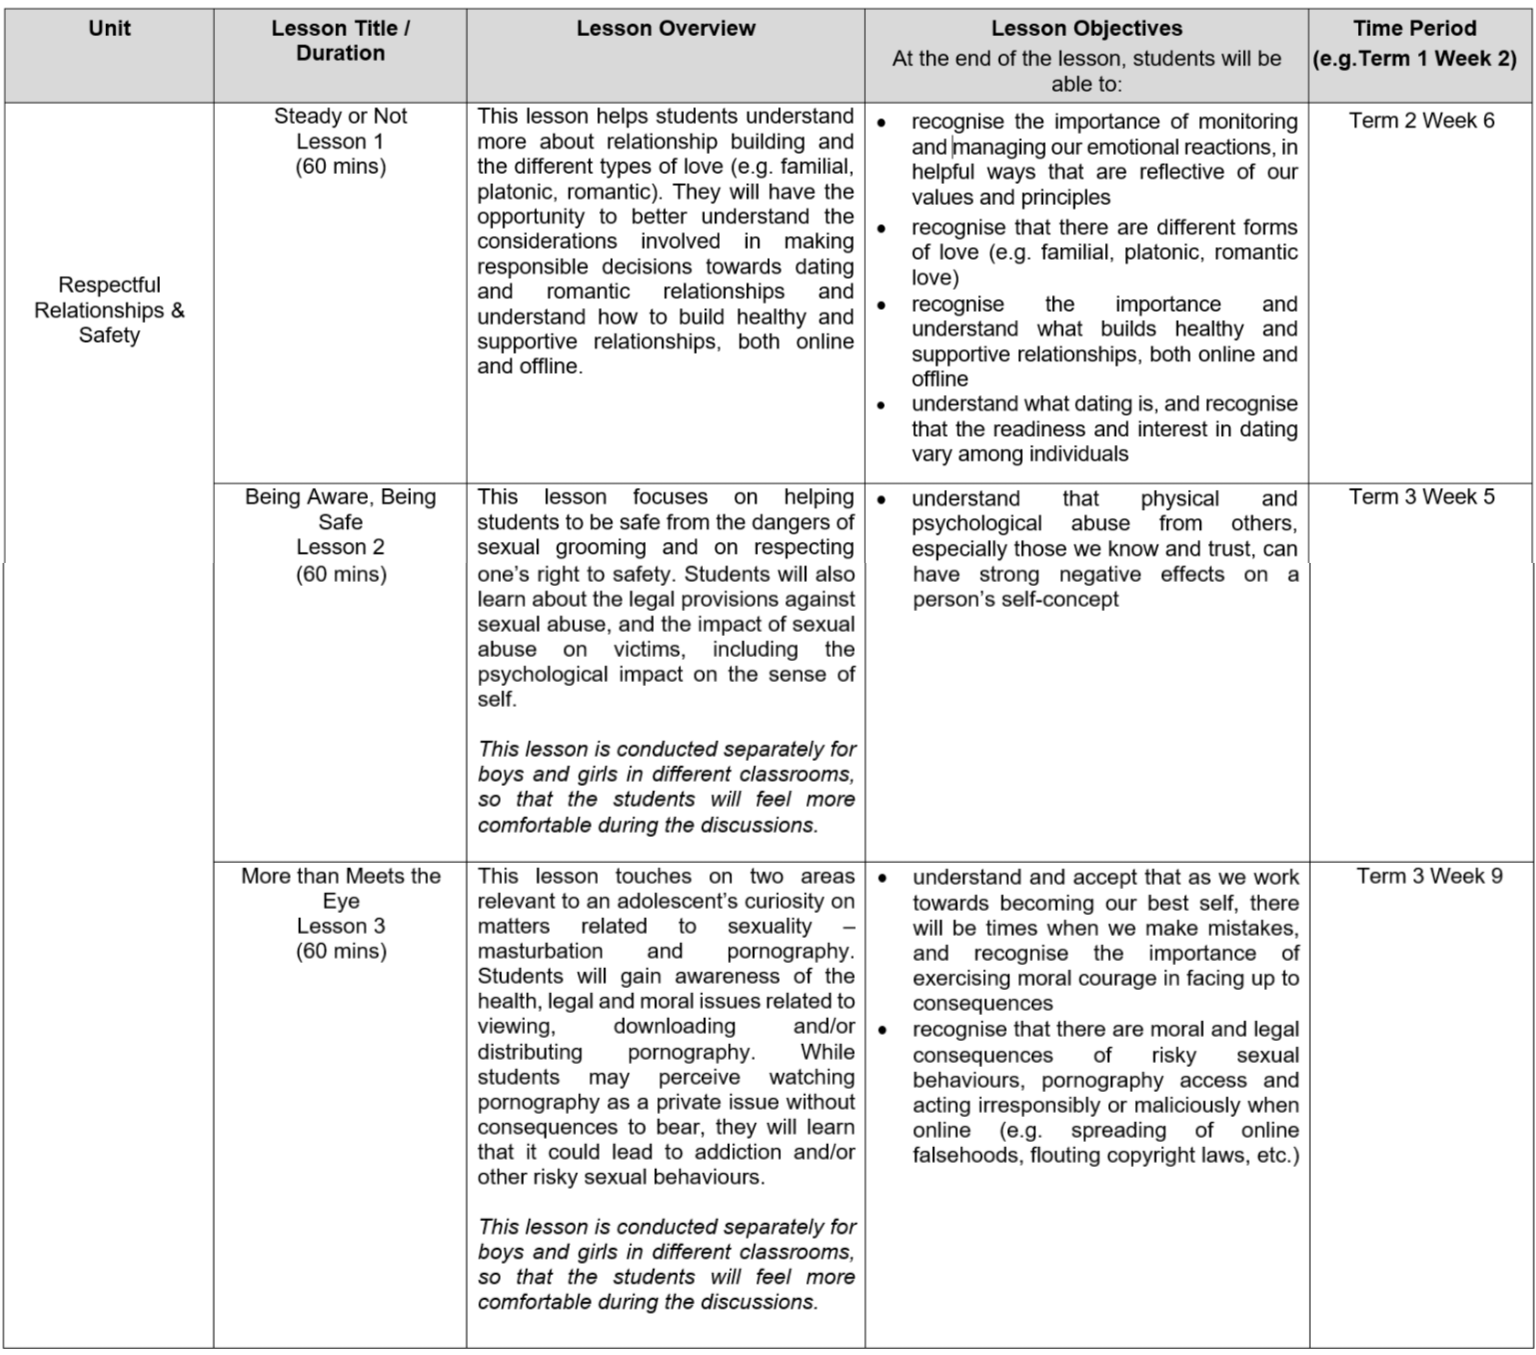 Unit
Lesson Title /
Duration
Lesson Overview
Lesson Objectives
At the end of the lesson, students will be
able to:
Time Period
(e.g.Term 1 Week 2)
Respectful
Relationships &
Safety
Steady or Not
Lesson 1
(60 mins)
This lesson helps students understand
more about relationship building and
the different types of love (e.g. familial,
platonic, romantic). They will have the
opportunity to better understand the
considerations involved in making
responsible decisions towards dating
and romantic relationships and
understand how to build healthy and
supportive relationships, both online
and offline.
• recognise the importance of monitoring
and managing our emotional reactions, in
helpful ways that are reflective of our
values and principles
• recognise that there are different forms
of love (e.g. familial, platonic, romantic
love)
• recognise the importance and
understand what builds healthy and
supportive relationships, both online and
offline
• understand what dating is, and recognise
that the readiness and interest in dating
vary among individuals
Term 2 Week 6
Being Aware, Being
Safe
Lesson 2
(60 mins)
This lesson focuses on helping
students to be safe from the dangers of
sexual grooming and on respecting
one's right to safety. Students will also
learn about the legal provisions against
sexual abuse, and the impact of sexual
abuse on victims, including the
psychological impact on the sense of
self.
This lesson is conducted separately for
boys and girls in different classrooms,
so that the students will feel more
comfortable during the discussions.
• understand that physical and
psychological abuse from others,
especially those we know and trust, can
have strong negative effects on a
person's self-concept
Term 3 Week 5
More than Meets the
Eye
Lesson 3
(60 mins)
This lesson touches on two areas
relevant to an adolescent's curiosity on
matters related to sexuality –
masturbation and pornography.
Students will gain awareness of the
health, legal and moral issues related to
viewing, downloading and/or
distributing pornography. While
students may perceive watching
pornography as a private issue without
consequences to bear, they will learn
that it could lead to addiction and/or
other risky sexual behaviours.
This lesson is conducted separately for
boys and girls in different classrooms,
so that the students will feel more
comfortable during the discussions.
• understand and accept that as we work
towards becoming our best self, there
will be times when we make mistakes,
and recognise the importance of
exercising moral courage in facing up to
consequences
• recognise that there are moral and legal
consequences of risky sexual
behaviours, pornography access and
acting irresponsibly or maliciously when
online (e.g. spreading of online
falsehoods, flouting copyright laws, etc.)
Term 3 Week 9